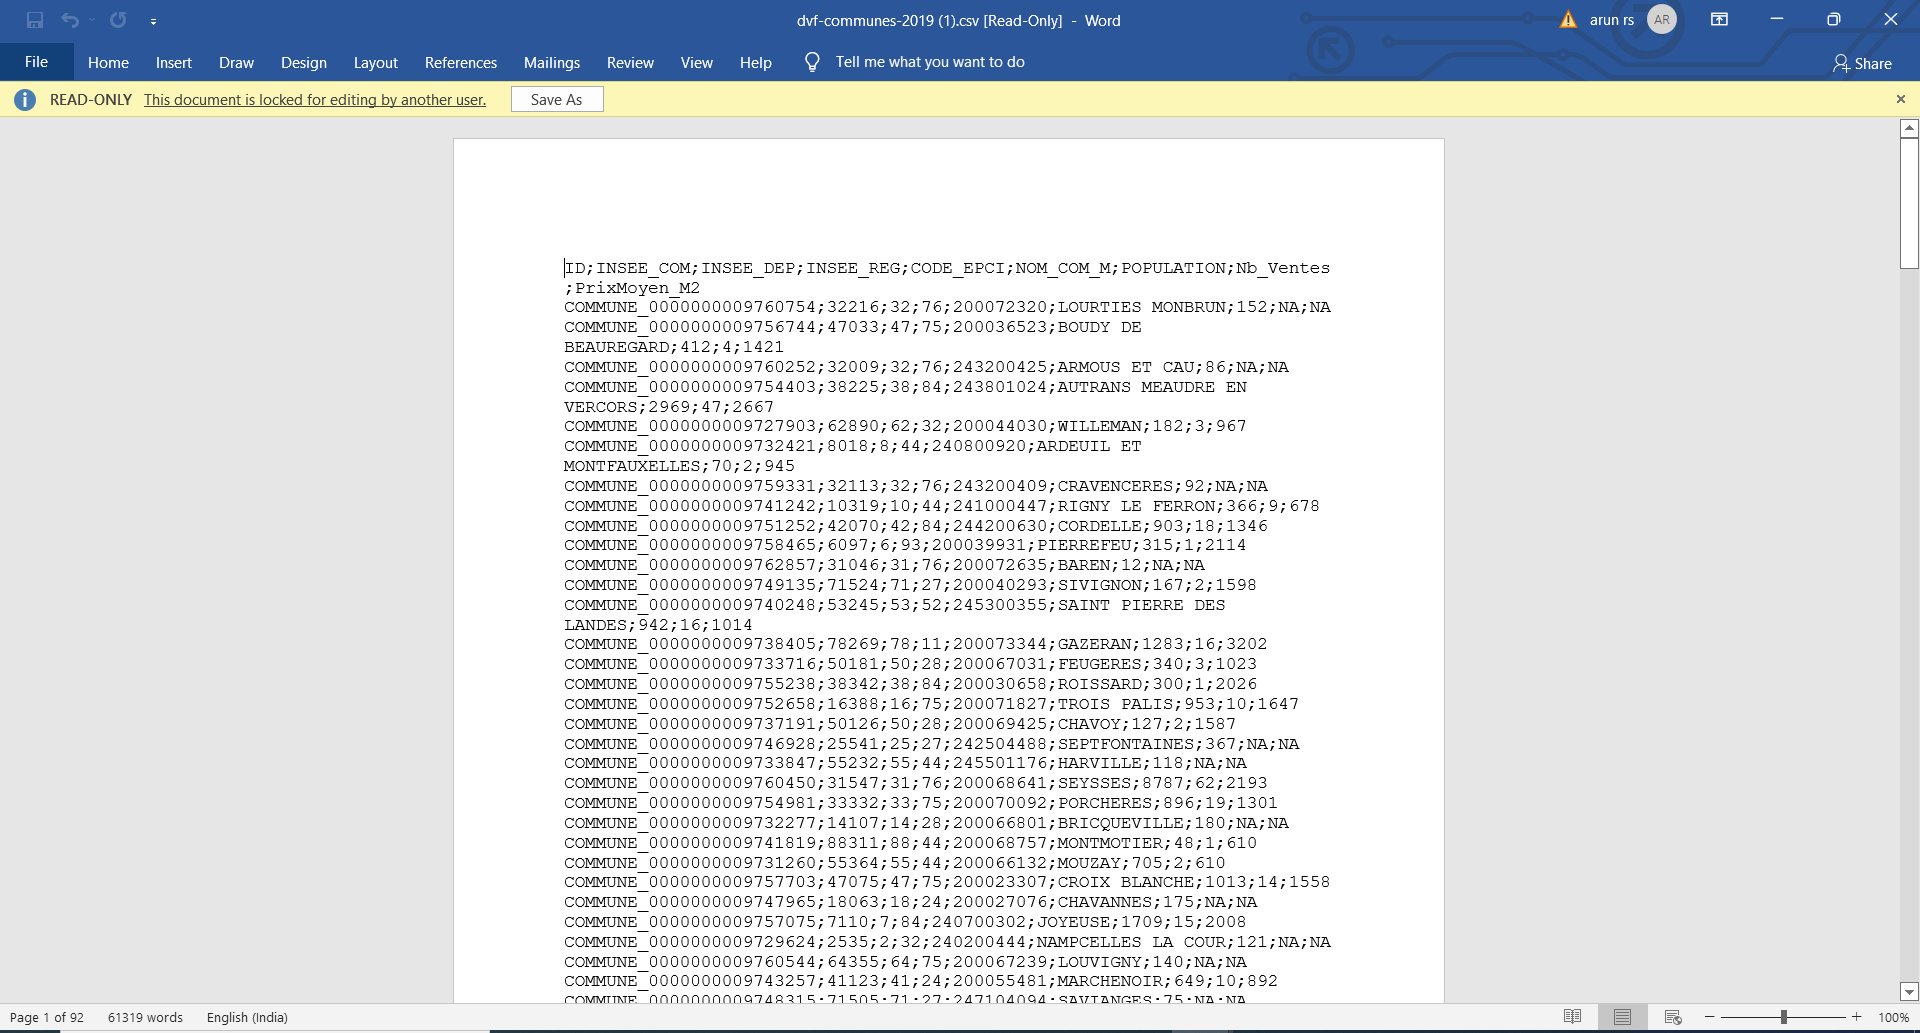 dvf-communes-2019 (1).csv [Read-Only] - Word
arun rs
AR
File
Home
Insert
Draw
Design
Layout
References
Mailings
Review
View
Help
Tell me what you want to do
Share
READ-ONLY This document is locked for editing by another user.
Save As
ID;INSEE_COM;INSEE_DEP;INSEE_REG;CODE_EPCI;NOM_COM_M;POPULATION;Nb_Ventes
;PrixMoyen_M2
COMMUNE_0000000009760754;32216;32;76;200072320;LOURTIES MONBRUN;152;NA;NA
COMMUNE_0000000009756744;47033;47;75;200036523;BOUDY DE
BEAUREGARD;412;4;1421
COMMUNE_0000000009760252;32009;32;76;243200425;ARMOUS ET CAU;86;NA;NA
COMMUNE_0000000009754403;38225;38;84;243801024;AUTRANS MEAUDRE EN
VERCORS;2969;47;2667
COMMUNE_0000000009727903;62890;62;32;200044030;WILLEMAN;182;3;967
COMMUNE_0000000009732421;8018;8;44;240800920;ARDEUIL ET
MONTFAUXELLES;70;2;945
COMMUNE_0000000009759331;32113;32;76;243200409;CRAVENCERES;92;NA;NA
COMMUNE_0000000009741242;10319;10;44;241000447;RIGNY LE FERRON;366;9;678
COMMUNE_0000000009751252;42070;42;84;244200630;CORDELLE;903;18;1346
COMMUNE_0000000009758465;6097;6;93;200039931;PIERREFEU;315;1;2114
COMMUNE_0000000009762857;31046;31;76;200072635;BAREN;12;NA;NA
COMMUNE_0000000009749135;71524;71;27;200040293;SIVIGNON;167;2;1598
COMMUNE_0000000009740248;53245;53;52;245300355;SAINT PIERRE DES
LANDES;942;16;1014
COMMUNE_0000000009738405;78269;78;11;200073344;GAZERAN;1283;16;3202
COMMUNE_0000000009733716;50181;50;28;200067031;FEUGERES;340;3;1023
COMMUNE_0000000009755238;38342;38;84;200030658;ROISSARD;300;1;2026
COMMUNE_0000000009752658;16388;16;75;200071827;TROIS PALIS;953;10;1647
COMMUNE_0000000009737191;50126;50;28;200069425;CHAVOY;127;2;1587
COMMUNE_0000000009746928;25541;25;27;242504488;SEPTFONTAINES;367;NA;NA
COMMUNE_0000000009733847;55232;55;44;245501176;HARVILLE;118;NA;NA
COMMUNE_0000000009760450;31547;31;76;200068641;SEYSSES;8787;62;2193
COMMUNE_0000000009754981;33332;33;75;200070092;PORCHERES;896;19;1301
COMMUNE_0000000009732277;14107;14;28;200066801;BRICQUEVILLE;180;NA;NA
COMMUNE_0000000009741819;88311;88;44;200068757;MONTMOTIER;48;1;610
COMMUNE_0000000009731260;55364;55;44;200066132;MOUZAY;705;2;610
COMMUNE_0000000009757703;47075;47;75;200023307;CROIX BLANCHE;1013;14;1558
COMMUNE_0000000009747965;18063;18;24;200027076;CHAVANNES;175;NA;NA
COMMUNE_0000000009757075;7110;7;84;240700302;JOYEUSE;1709;15;2008
COMMUNE_0000000009729624;2535;2;32;240200444;NAMPCELLES LA COUR;121;NA;NA
COMMUNE_0000000009760544;64355;64;75;200067239;LOUVIGNY;140;NA;NA
COMMUNE_0000000009743257;41123;41;24;200055481;MARCHENOIR;649;10;892
COMMUNE_0000000009748315;71505;71;27;247104094;SAVIANGES;75;NA;NA
Page 1 of 92
61319 words
English (India)
100%